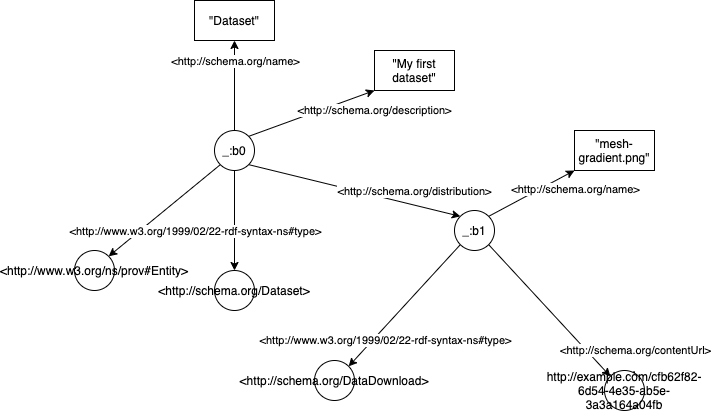 "Dataset"
<http://schema.org/name>
"My first
dataset"
<http://schema.org/description>
_:b0
"mesh-
gradient.png"
<http://schema.org/distribution>
<http://schema.org/name>
<http://www.w3.org/1999/02/22-rdf-syntax-ns#type>
_:b1
<http://www.w3.org/ns/prov#Entity>
<http://schema.org/Dataset>
<http://www.w3.org/1999/02/22-rdf-syntax-ns#type>
<http://schema.org/contentUrl>
<http://schema.org/DataDownload>
http://example.com/cfb62f82-
6d54-4e35-ab5e-
3a3a164a04fb